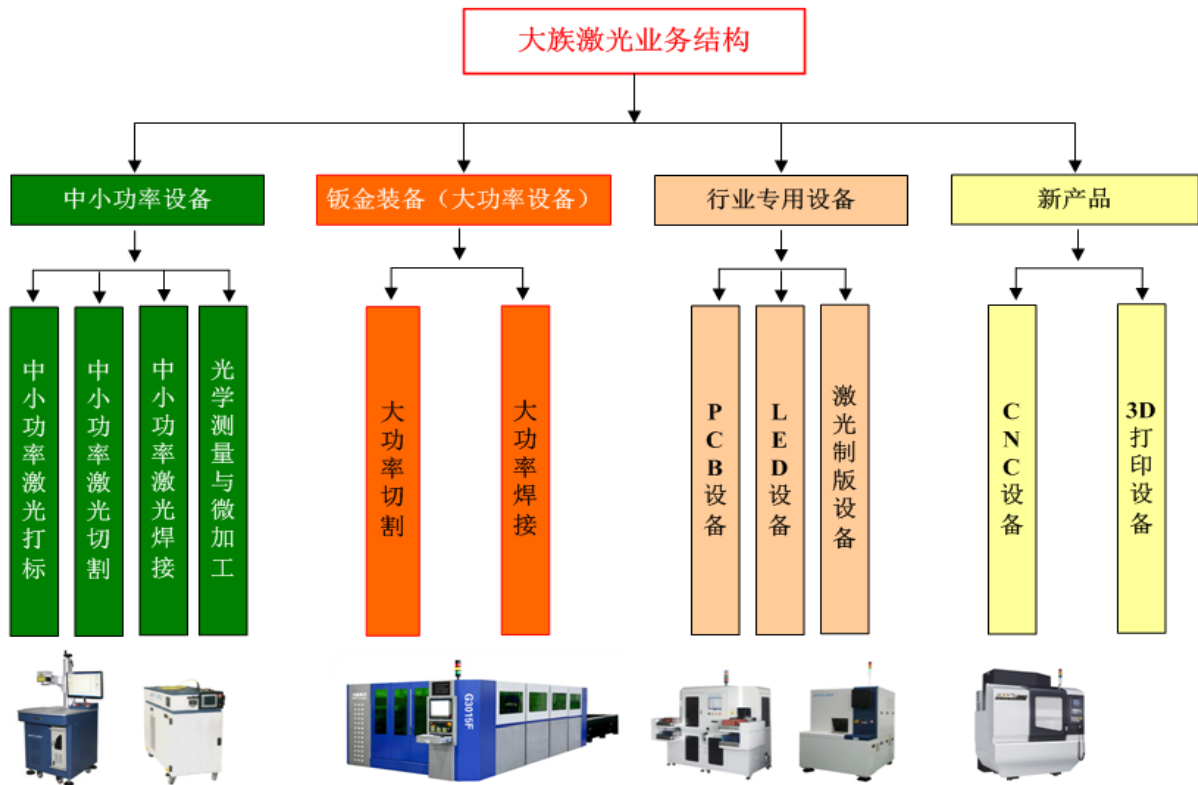 大族激光业务结构
中小功率设备
钣金装备（大功率设备）
行业专用设备
新产品
中小功率激光打标
中小功率激光切割
中小功率激光焊接
光学测量与微加工
大功率切割
大功率焊接
PCB设备
LED设备
激光制版设备
CNC设备
3D打印设备
G3015F